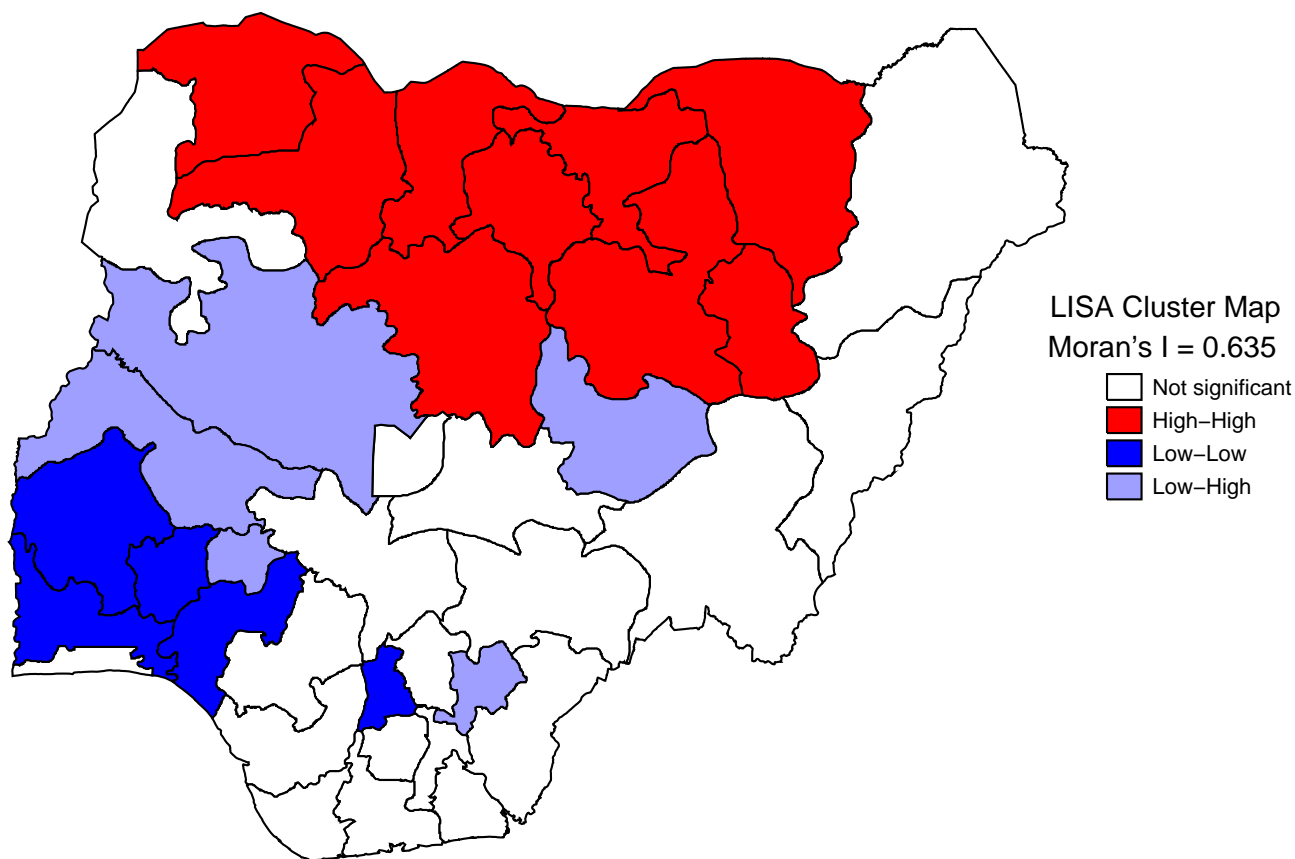 LISA Cluster Map
Moran's I = 0.635
Not significant
High−High
Low−Low
Low−High